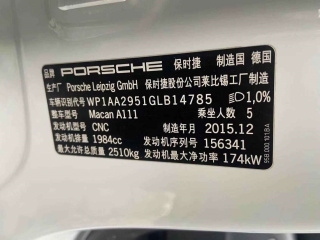 品牌 PORSCHE 保时捷 制造国 德国
生产厂 Porsche Leipzig GmbH 保时捷股份公司莱比锡工厂制造
车辆识别代号 WP1AA2951GLB14785 1,0%
整车型号 Macan A111 乘坐人数 5
发动机型号 CNC 制造年月 2015.12
发动机排量 1984cc 发动机号 156341
最大允许总质量 2510kg 发动机最大净功率 174kW
95B 000 101 BA